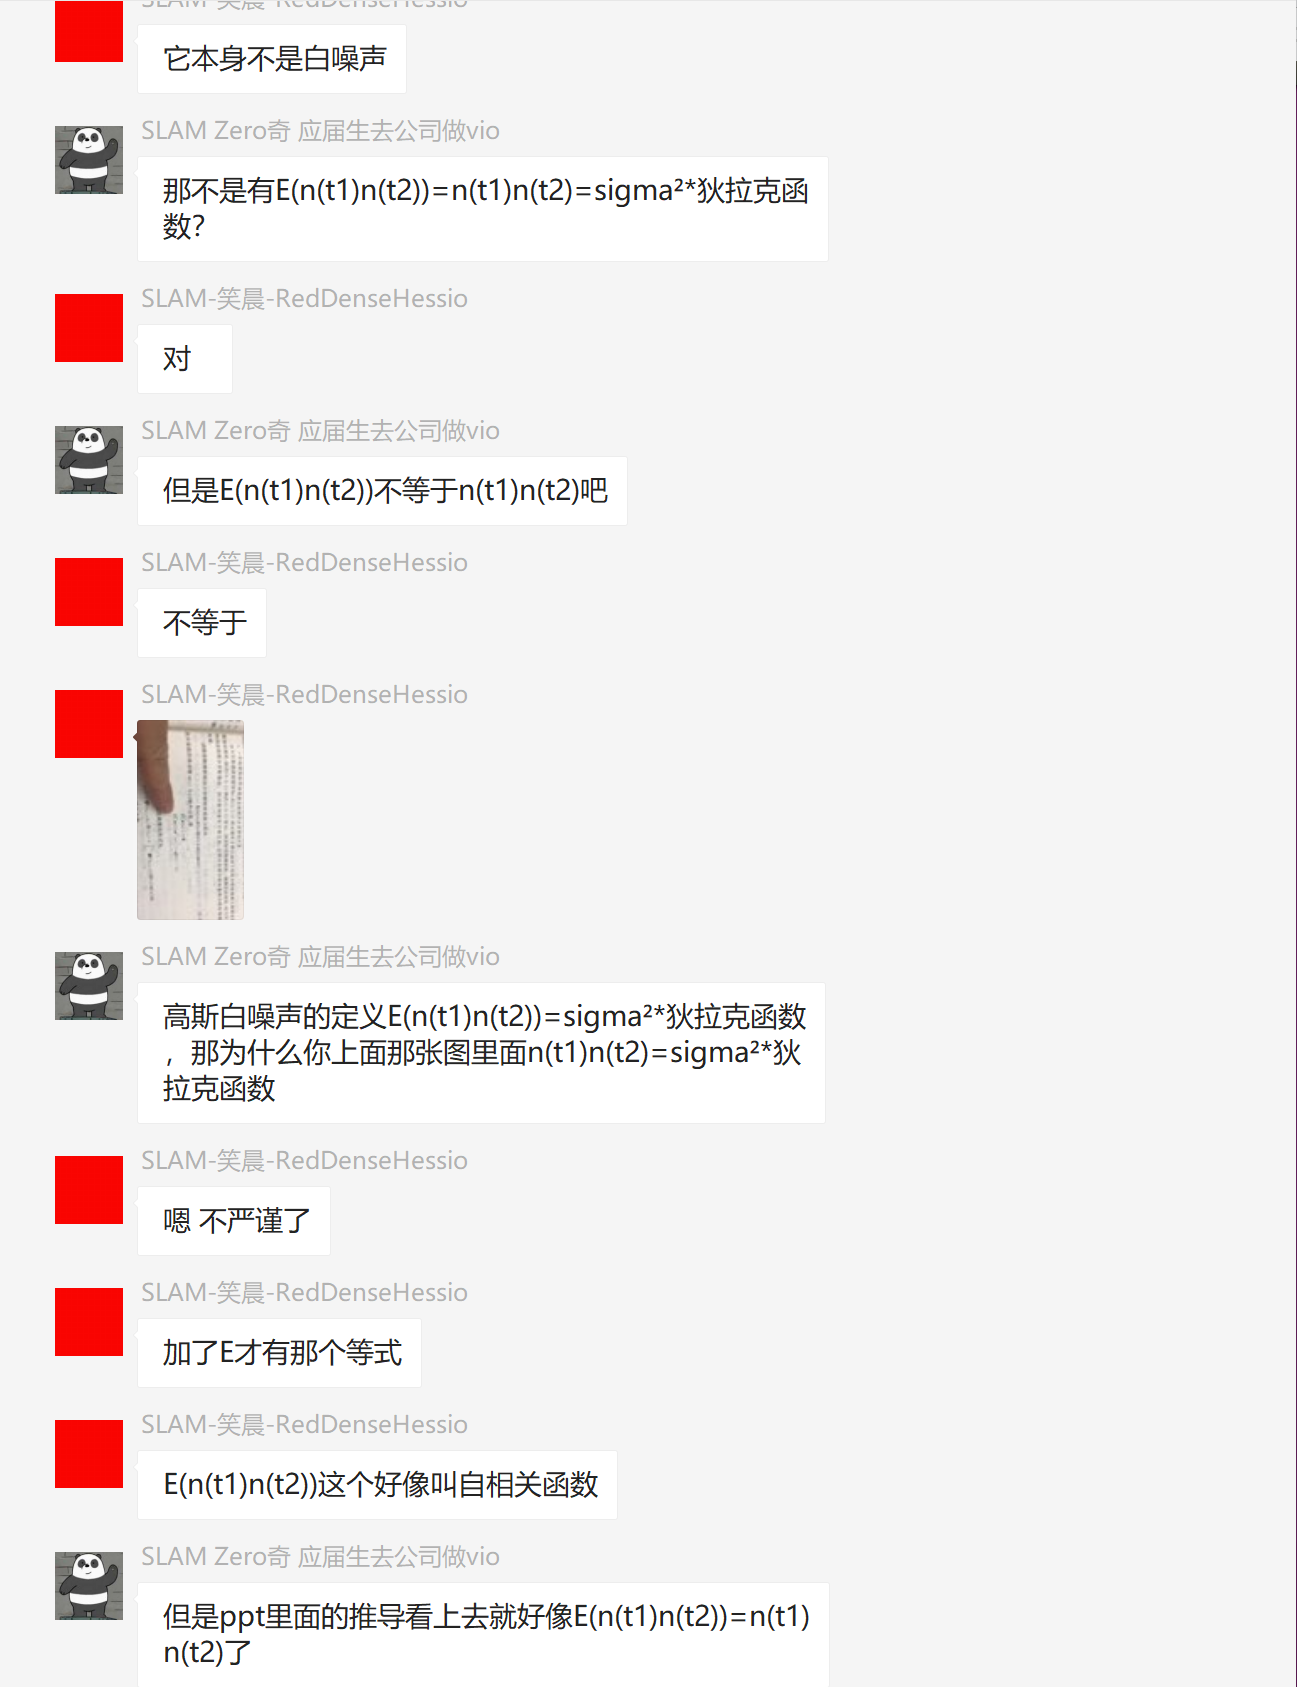 SLAM-笑晨-RedDenseHessio
它本身不是白噪声
SLAM Zero奇 应届生去公司做vio
那不是有E(n(t1)n(t2))=n(t1)n(t2)=sigma²*狄拉克函
数?
SLAM-笑晨-RedDenseHessio
对
SLAM Zero奇 应届生去公司做vio
但是E(n(t1)n(t2))不等于n(t1)n(t2)吧
SLAM-笑晨-RedDenseHessio
不等于
SLAM-笑晨-RedDenseHessio
SLAM Zero奇 应届生去公司做vio
高斯白噪声的定义E(n(t1)n(t2))=sigma²*狄拉克函数
，那为什么你上面那张图里面n(t1)n(t2)=sigma²*狄
拉克函数
SLAM-笑晨-RedDenseHessio
嗯 不严谨了
SLAM-笑晨-RedDenseHessio
加了E才有那个等式
SLAM-笑晨-RedDenseHessio
E(n(t1)n(t2))这个好像叫自相关函数
SLAM Zero奇 应届生去公司做vio
但是ppt里面的推导看上去就好像E(n(t1)n(t2))=n(t1)
n(t2)了